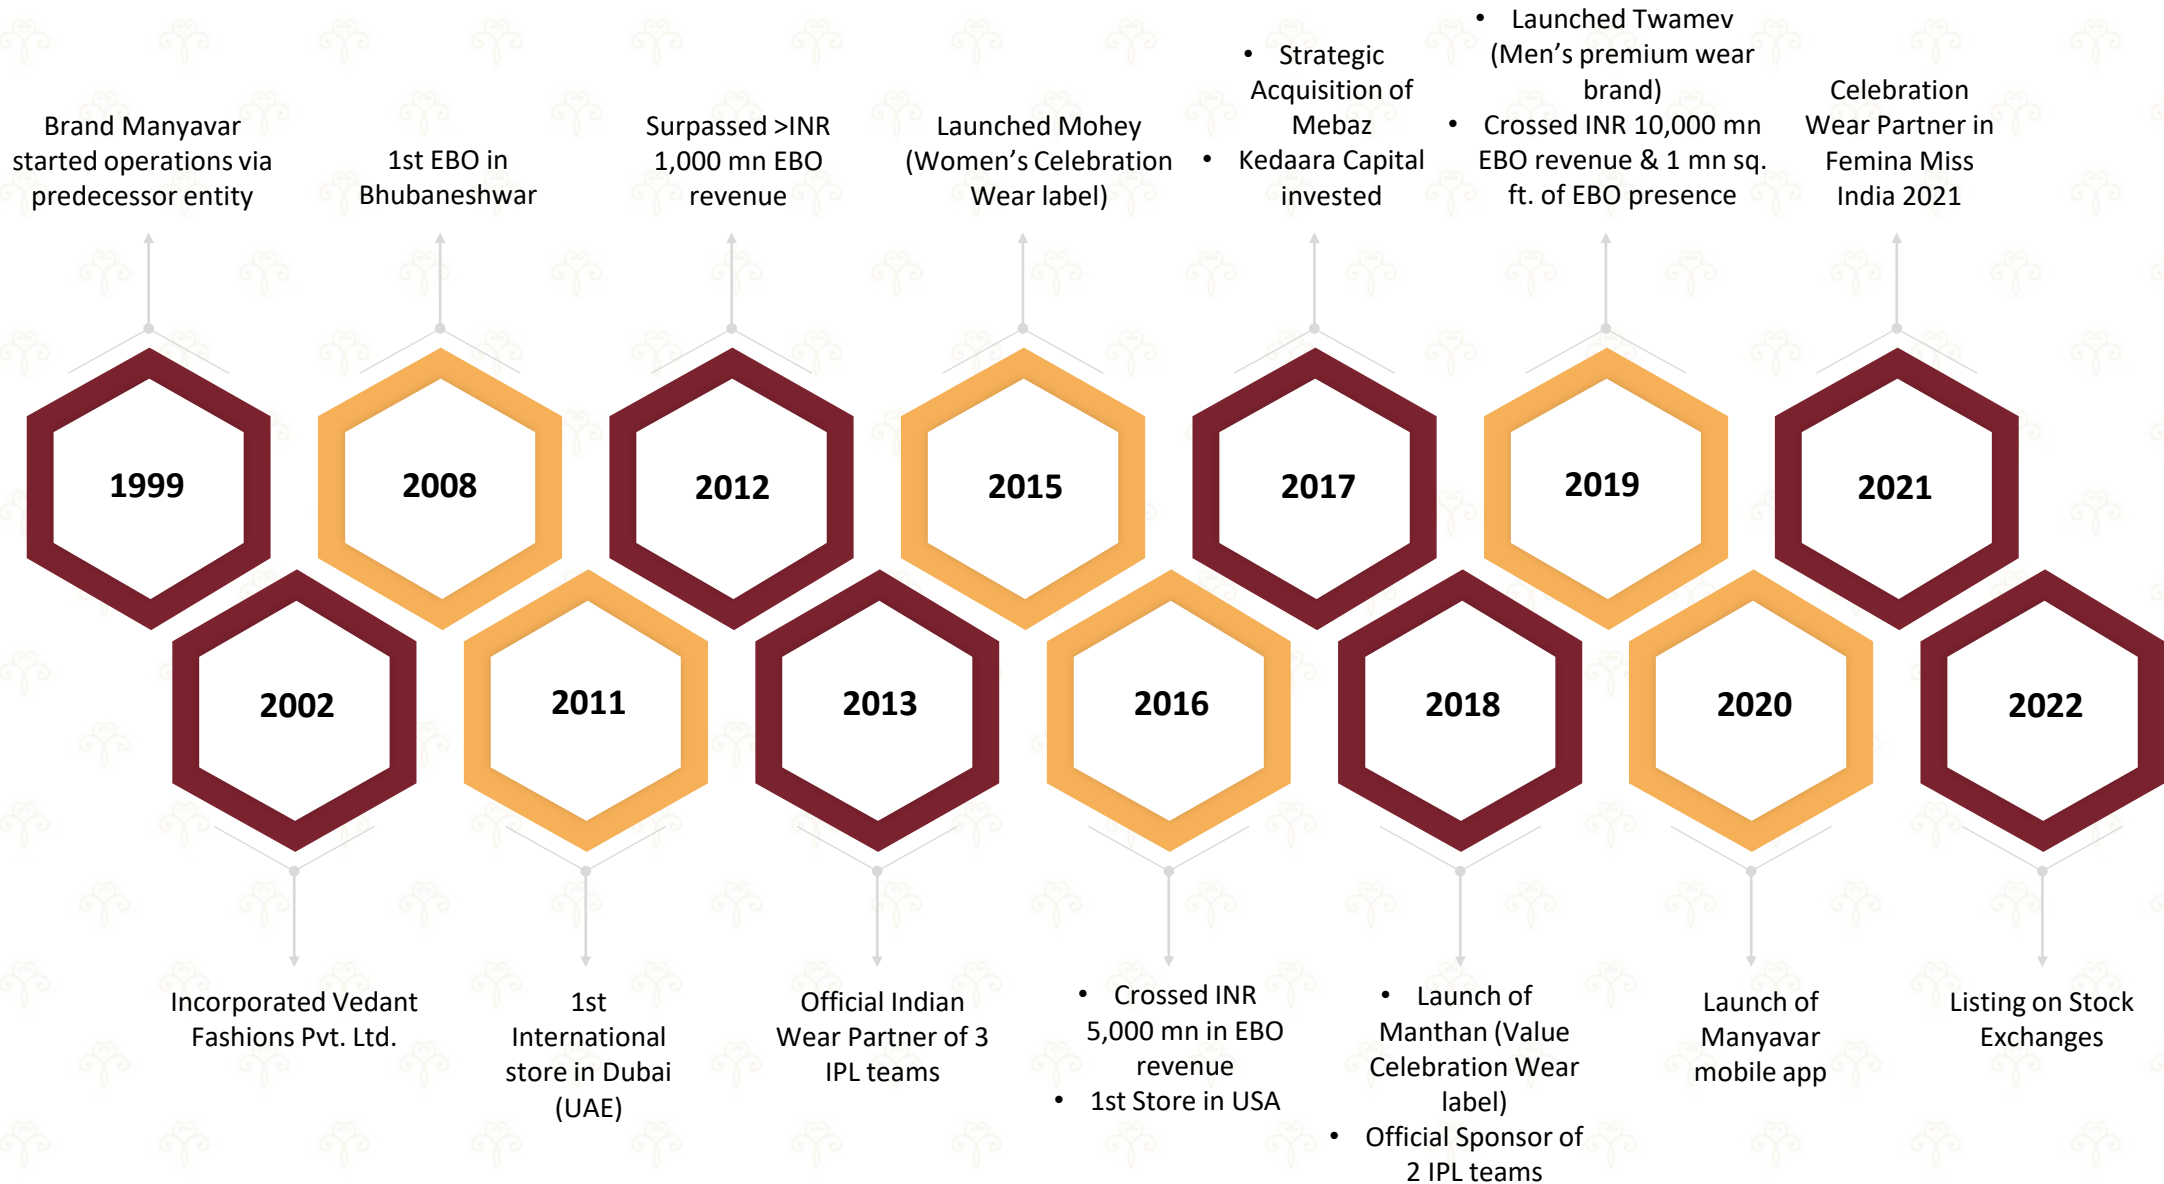 Brand Manyavar
started operations via
predecessor entity
1st EBO in
Bhubaneshwar
Surpassed >INR
1,000 mn EBO
revenue
Launched Mohey
(Women's Celebration
Wear label)
• Strategic
Acquisition of
Mebaz
• Kedaara Capital
invested
• Launched Twamev
(Men's premium wear
brand)
• Crossed INR 10,000 mn
EBO revenue & 1 mn sq.
ft. of EBO presence
Celebration
Wear Partner in
Femina Miss
India 2021
1999
2008
2012
2015
2017
2019
2021
2002
2011
2013
2016
2018
2020
2022
Incorporated Vedant
Fashions Pvt. Ltd.
1st
International
store in Dubai
(UAE)
Official Indian
Wear Partner of 3
IPL teams
• Crossed INR
5,000 mn in EBO
revenue
• 1st Store in USA
• Launch of
Manthan (Value
Celebration Wear
label)
• Official Sponsor of
2 IPL teams
Launch of
Manyavar
mobile app
Listing on Stock
Exchanges